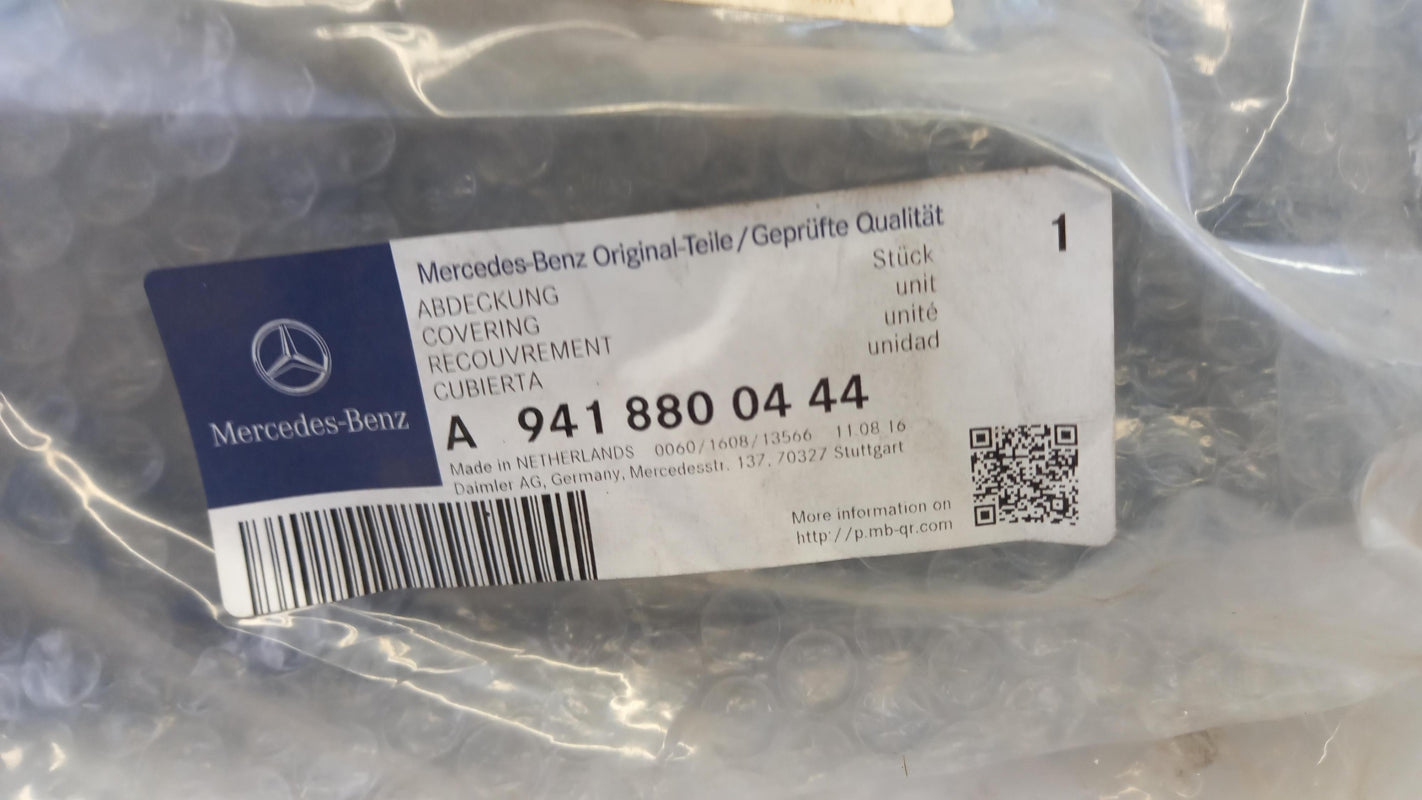 Mercedes-Benz
Mercedes-Benz Original-Teile/Geprüfte Qualität
1
ABDECKUNG Stück
COVERING unit
RECOUVREMENT unité
CUBIERTA unidad
A 941 880 04 44
Made in NETHERLANDS 0060/1608/13566 11.08.16
Daimler AG, Germany, Mercedesstr. 137, 70327 Stuttgart
More information on
http://p.mb-qr.com